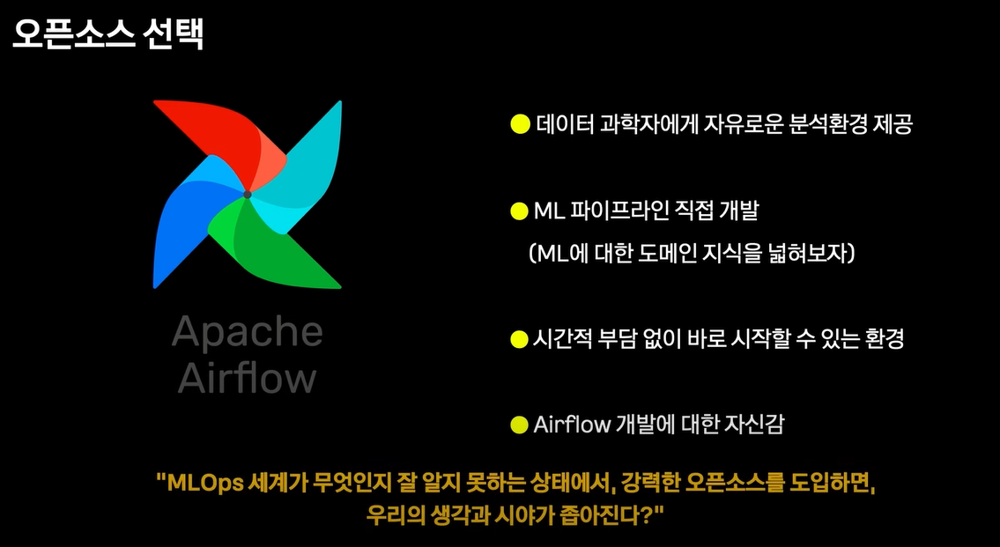 오픈소스 선택
Apache
Airflow
데이터 과학자에게 자유로운 분석환경 제공
ML 파이프라인 직접 개발
(ML에 대한 도메인 지식을 넓혀보자)
시간적 부담 없이 바로 시작할 수 있는 환경
Airflow 개발에 대한 자신감
"MLOps 세계가 무엇인지 잘 알지 못하는 상태에서, 강력한 오픈소스를 도입하면,
우리의 생각과 시야가 좁아진다?"